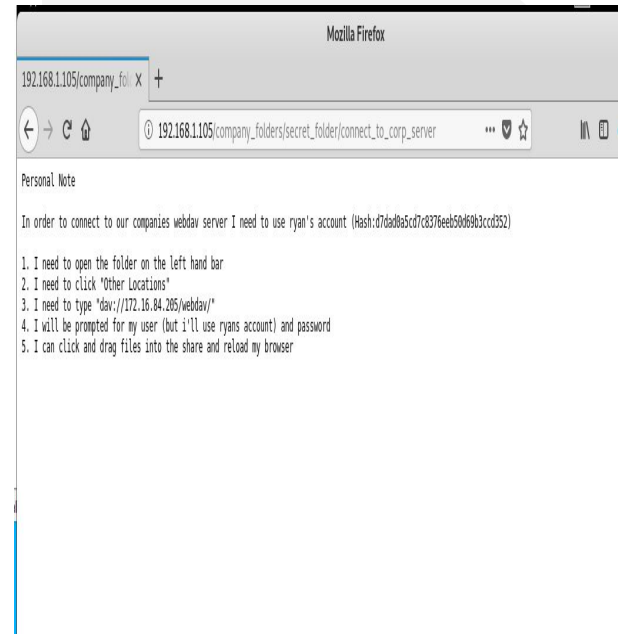 Mozilla Firefox
192.168.1.105/company_fol
192.168.1.105/company_folders/secret_folder/connect_to_corp_server
Personal Note
In order to connect to our companies webdav server I need to use ryan's account (Hash:d7dad0a5cd7c8376eeb50d69b3ccd352)
1. I need to open the folder on the left hand bar
2. I need to click "Other Locations"
3. I need to type "dav://172.16.84.205/webdav/"
4. I will be prompted for my user (but i'll use ryans account) and password
5. I can click and drag files into the share and reload my browser